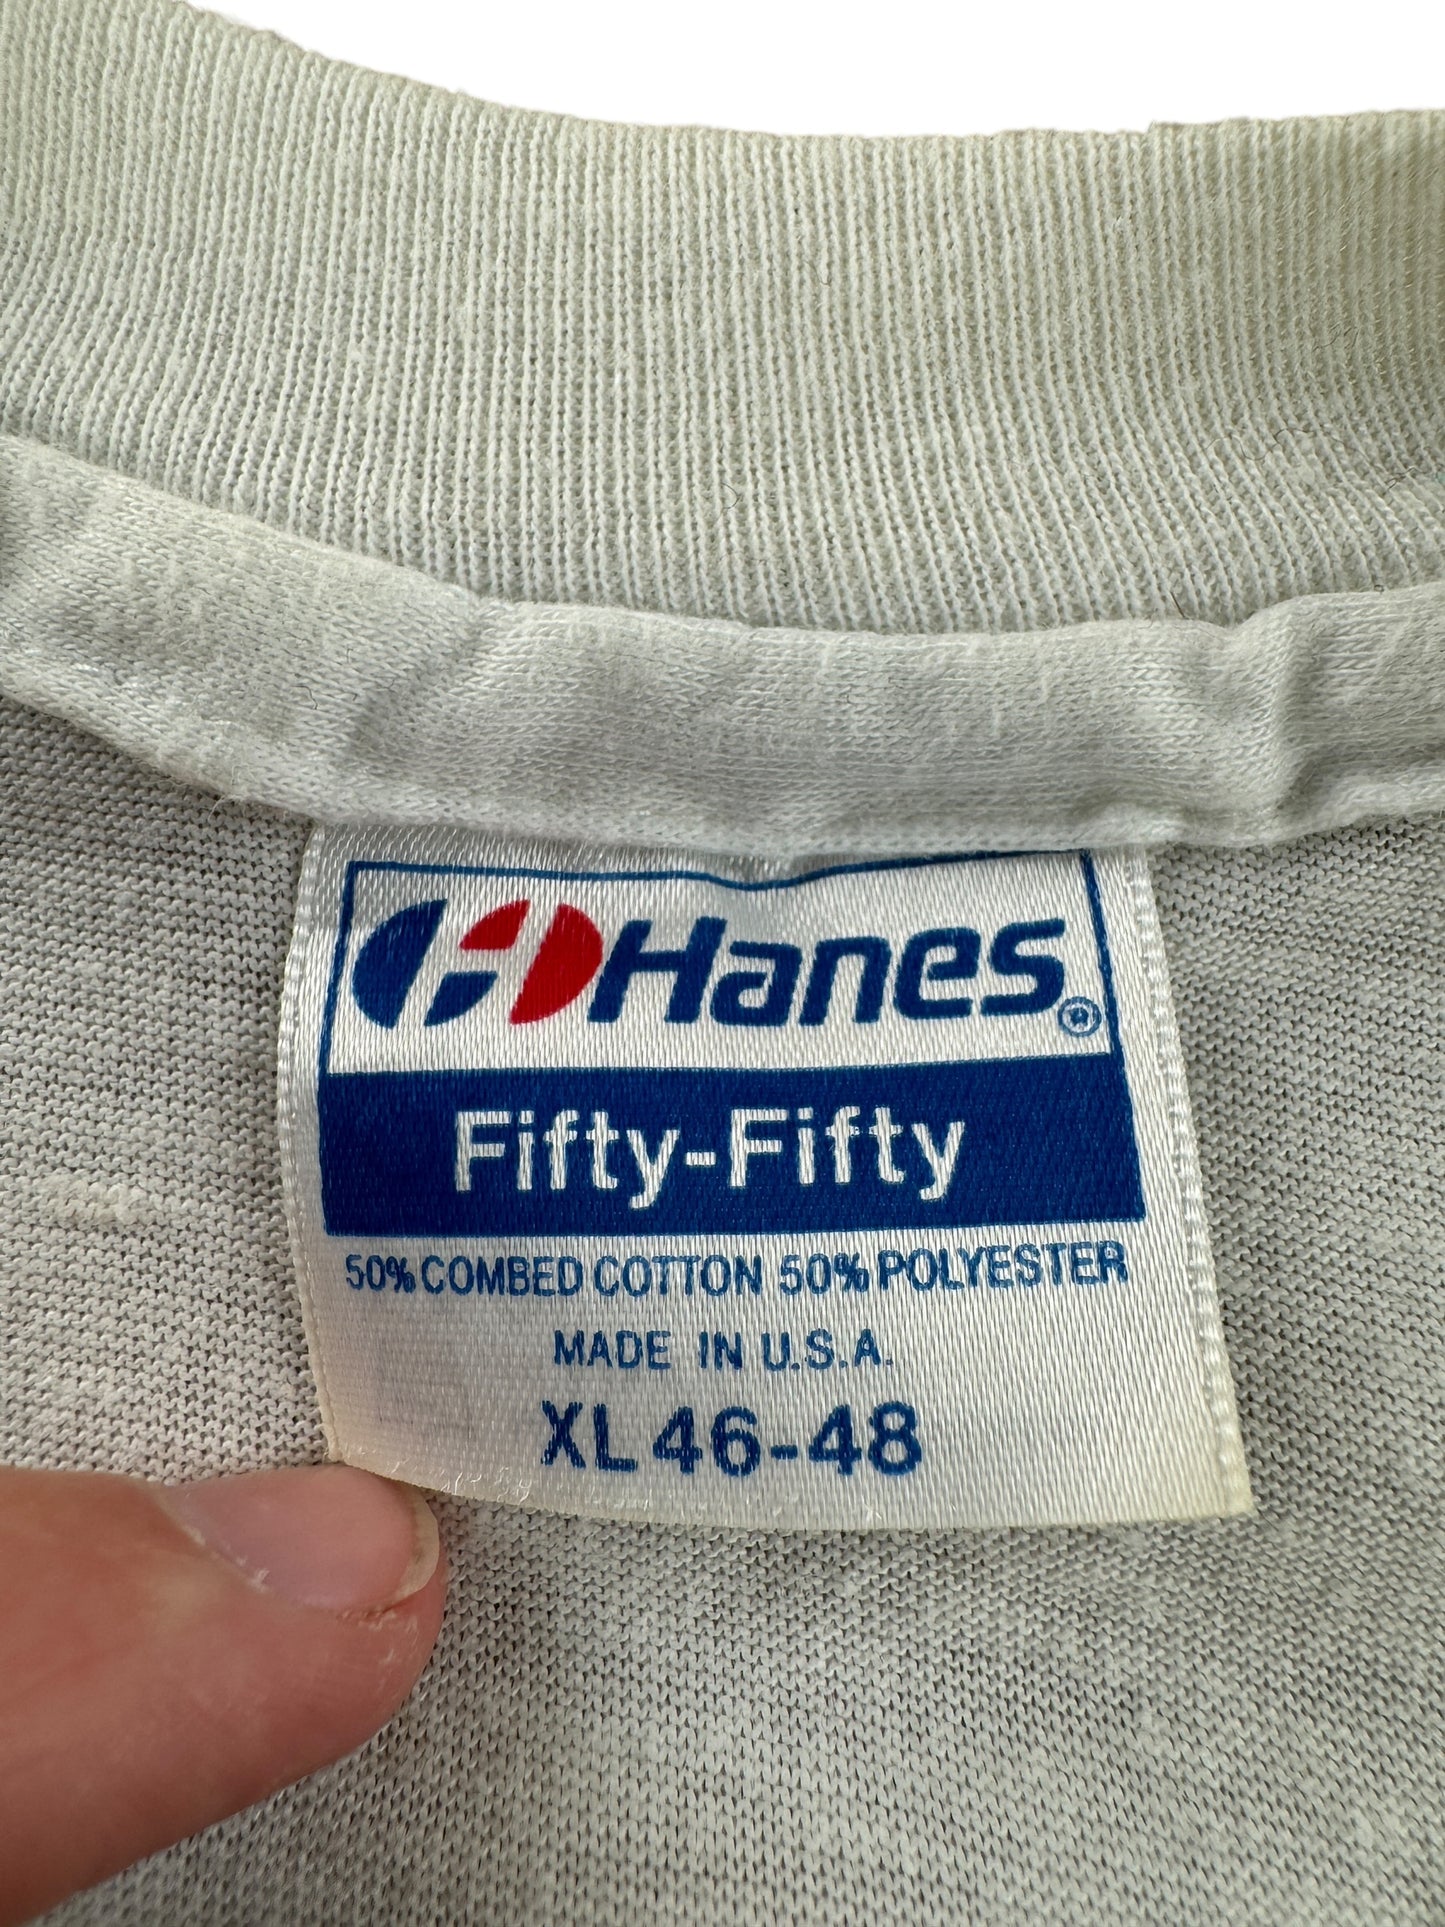 Hanes®
Fifty-Fifty
50% COMBED COTTON 50% POLYESTER
MADE IN U.S.A.
XL 46-48